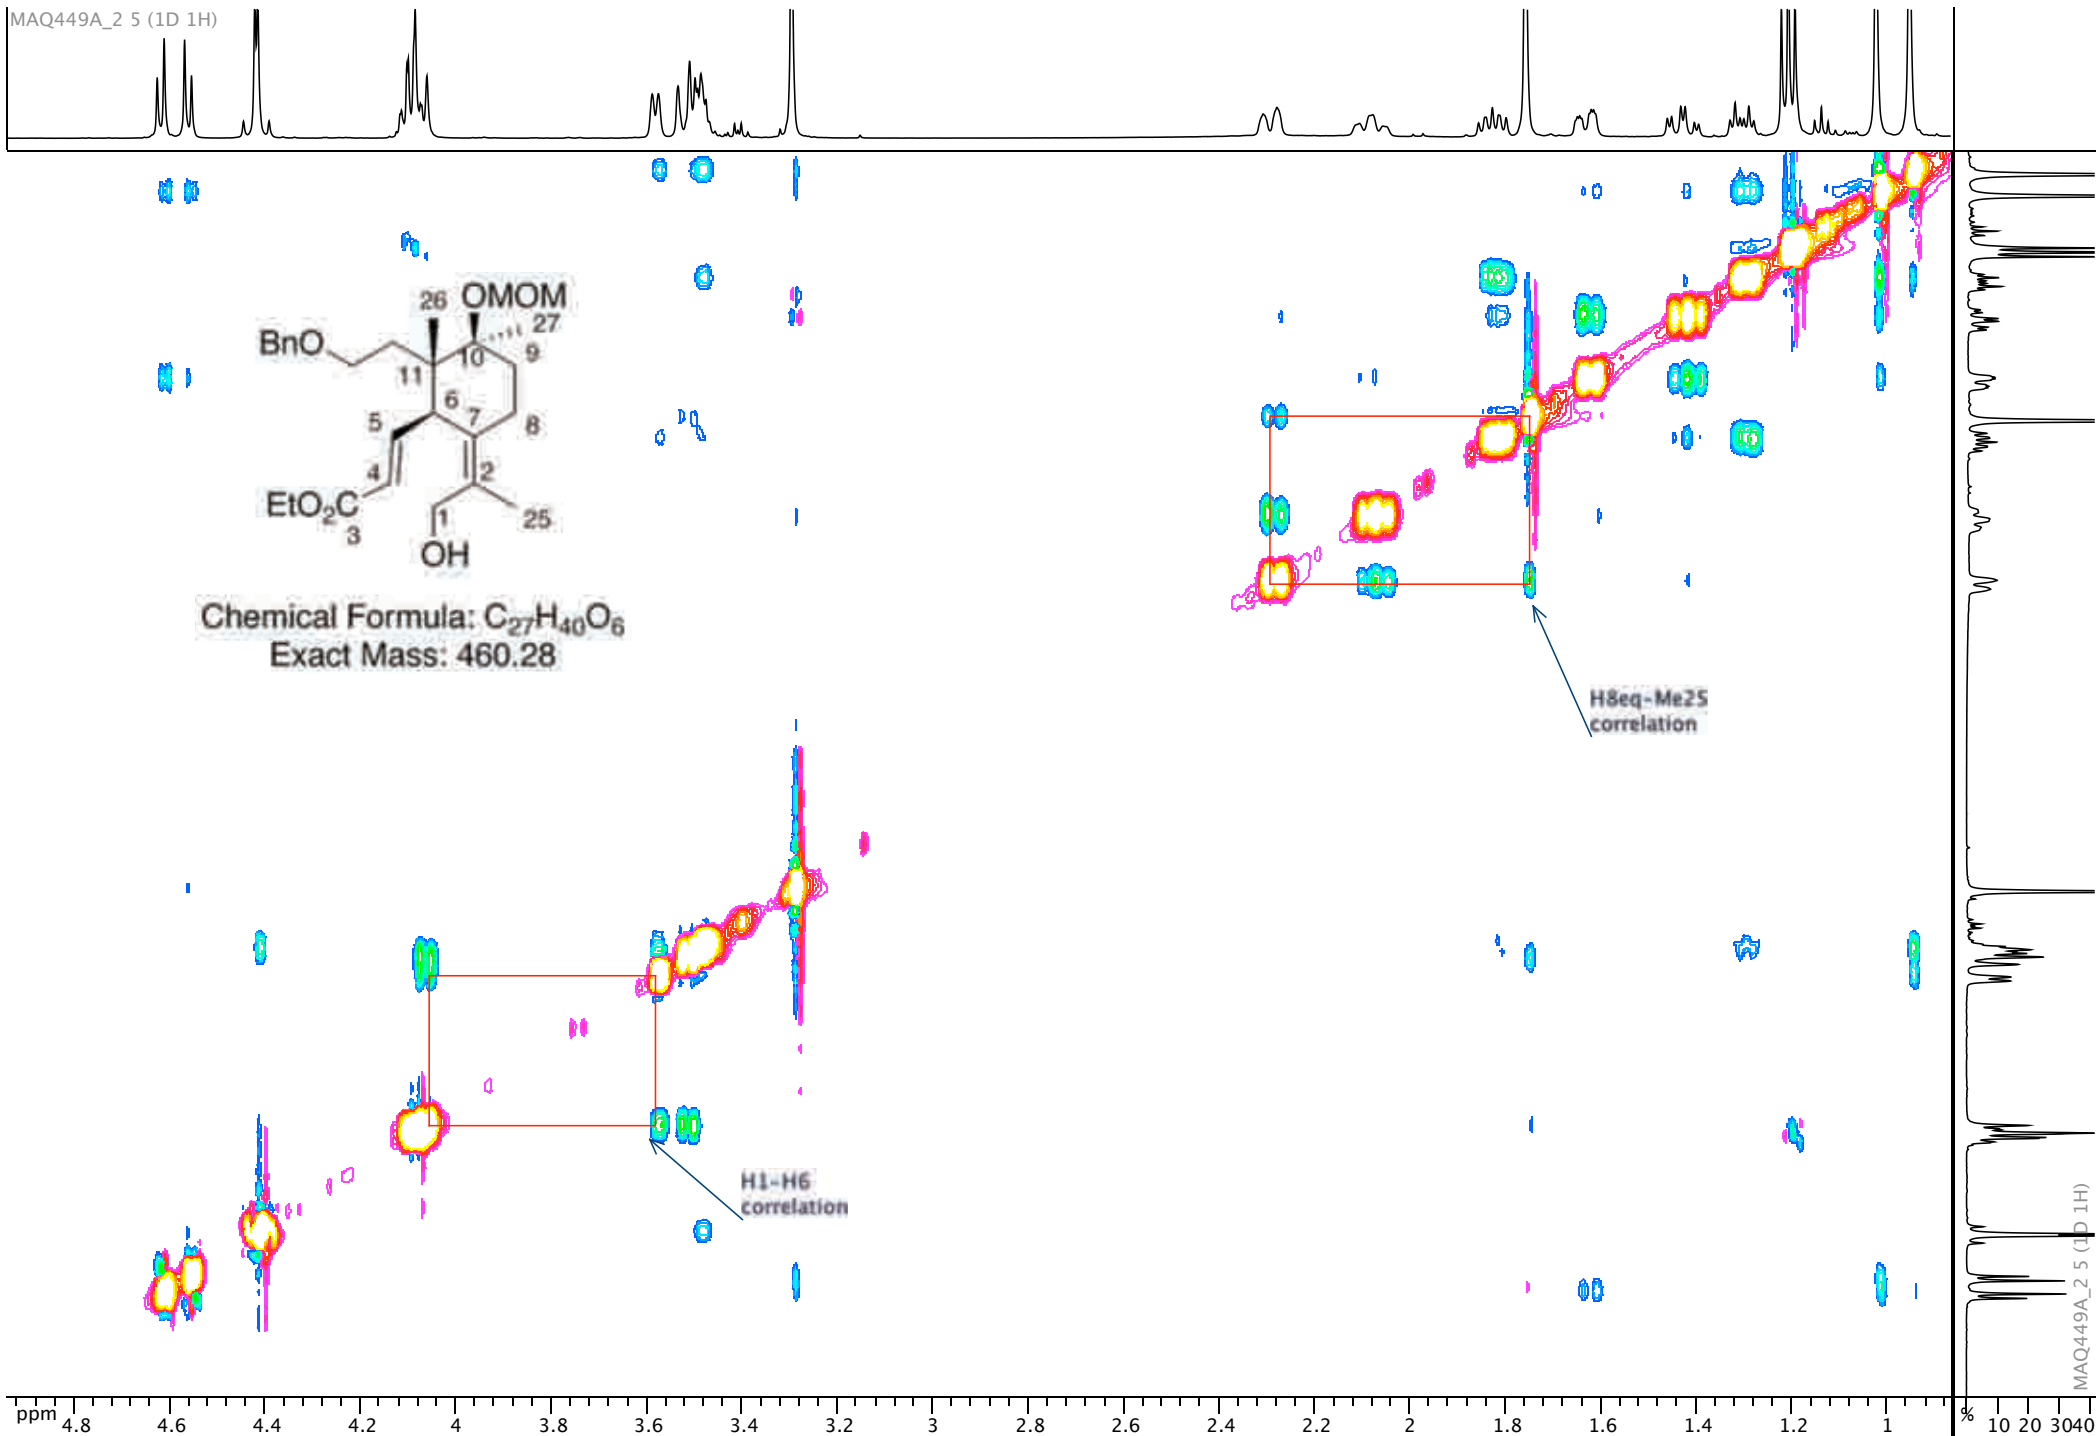 MAQ449A_2 5 (1D 1H)
26 OMOM
27
BnO
10 9
11
6
5 7 8
4
2
EtO2C
1 25
3
OH
Chemical Formula: C27H40O6
Exact Mass: 460.28
H8eq-Me25
correlation
H1-H6
correlation
MAQ449A_2 5 (1D 1H)
ppm 4.8 4.6 4.4 4.2 4 3.8 3.6 3.4 3.2 3 2.8 2.6 2.4 2.2 2 1.8 1.6 1.4 1.2 1
% 10 20 30 40